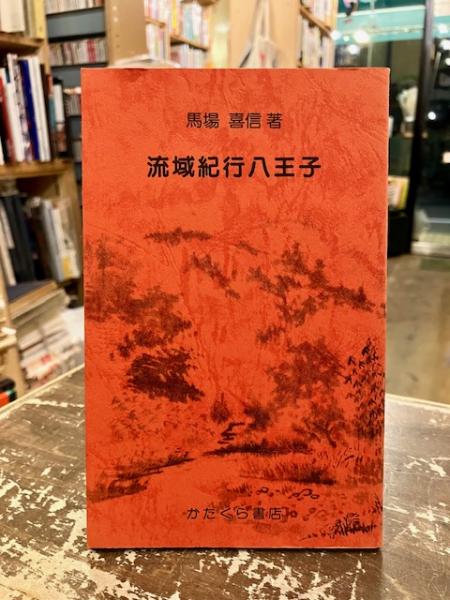 馬場 喜信 著
流域紀行八王子
かたくら書店